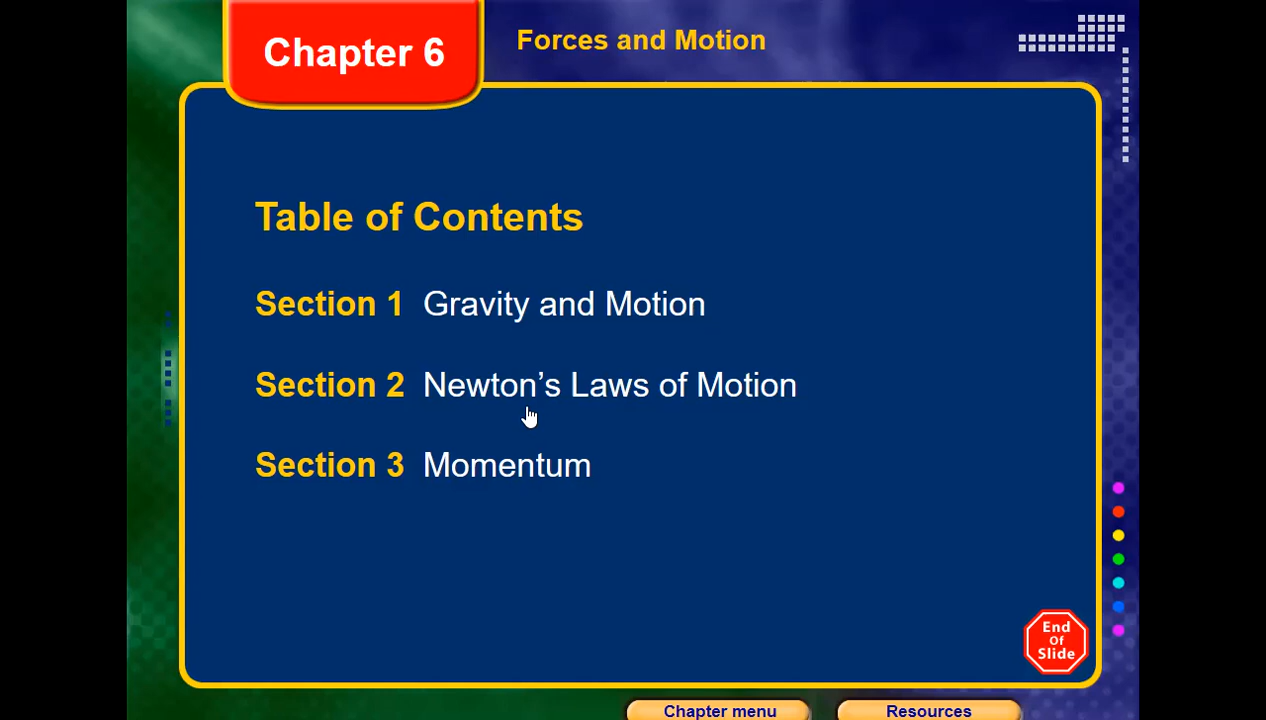 Chapter 6
Forces and Motion
Table of Contents
Section 1 Gravity and Motion
Section 2 Newton’s Laws of Motion
Section 3 Momentum
End
Of
Slide
Chapter menu
Resources